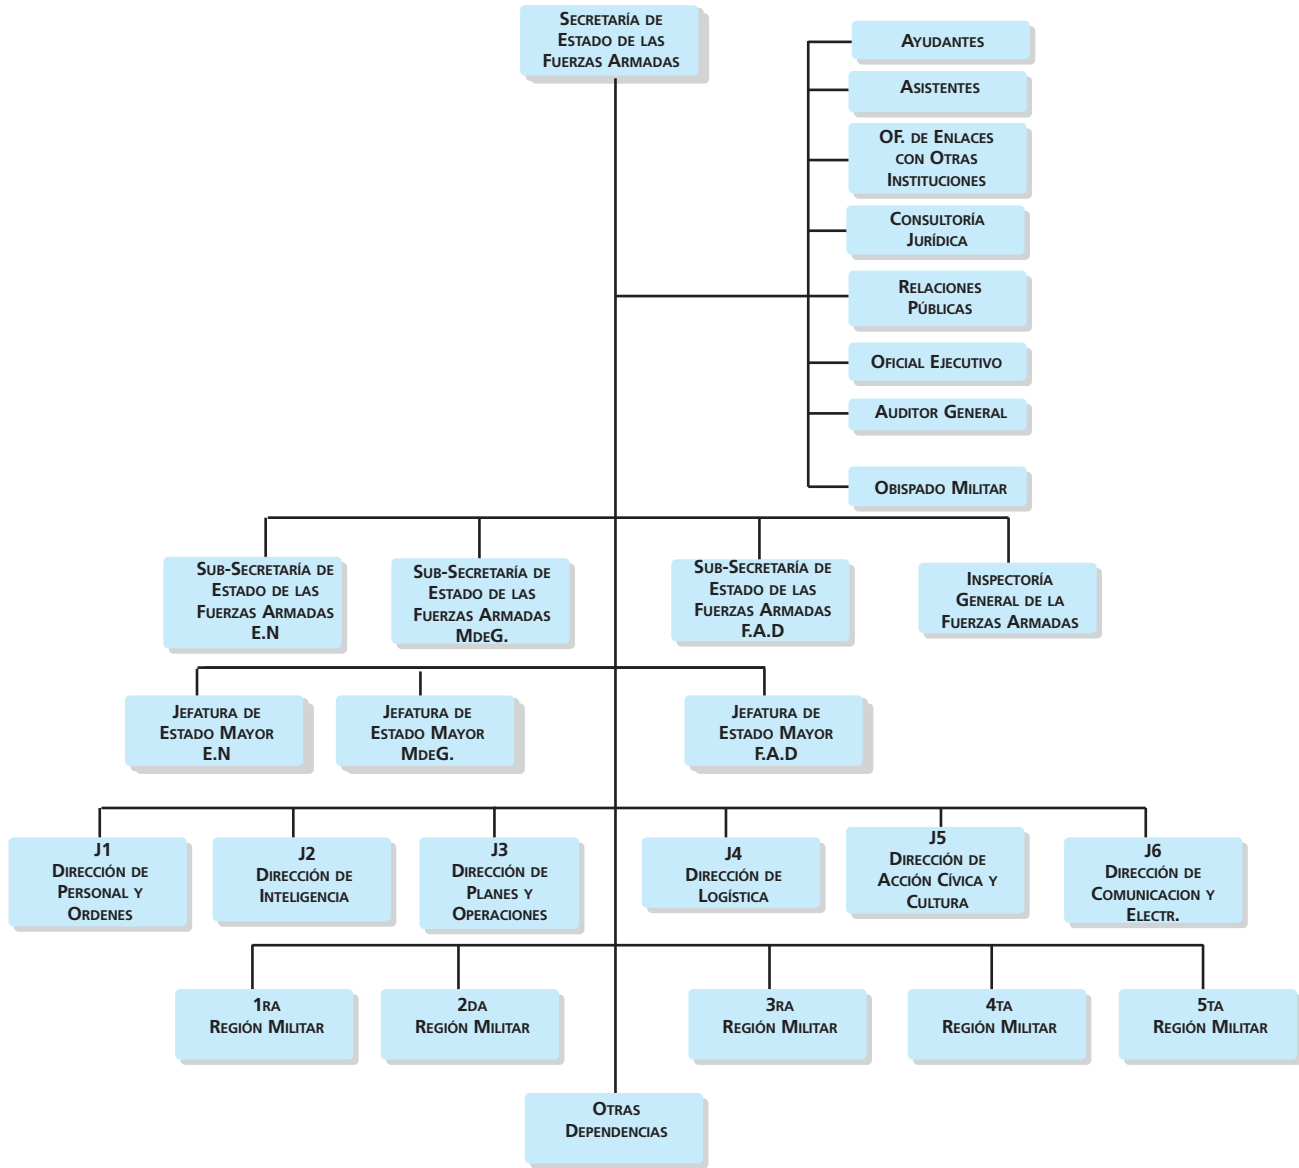 Secretaría de
Estado de las
Fuerzas Armadas
Ayudantes
Asistentes
OF. de Enlaces
con Otras
Instituciones
Consultoría
Jurídica
Relaciones
Públicas
Oficial Ejecutivo
Auditor General
Obispado Militar
Sub-Secretaría de
Estado de las
Fuerzas Armadas
E.N
Sub-Secretaría de
Estado de las
Fuerzas Armadas
MdeG.
Sub-Secretaría de
Estado de las
Fuerzas Armadas
F.A.D
Inspectoría
General de la
Fuerzas Armadas
Jefatura de
Estado Mayor
E.N
Jefatura de
Estado Mayor
MdeG.
Jefatura de
Estado Mayor
F.A.D
J1
Dirección de
Personal y
Ordenes
J2
Dirección de
Inteligencia
J3
Dirección de
Planes y
Operaciones
J4
Dirección de
Logística
J5
Dirección de
Acción Cívica y
Cultura
J6
Dirección de
Comunicacion y
Electr.
1ra
Región Militar
2da
Región Militar
3ra
Región Militar
4ta
Región Militar
5ta
Región Militar
Otras
Dependencias